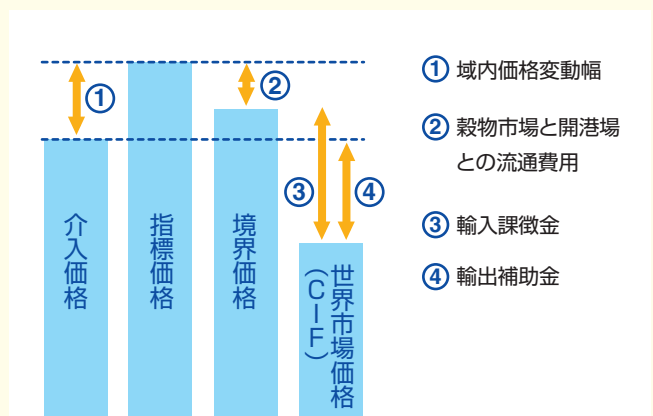 ①
②
③
④
介入価格
指標価格
境界価格
世界市場価格
（CIF）
① 域内価格変動幅
② 穀物市場と開港場
との流通費用
③ 輸入課徴金
④ 輸出補助金